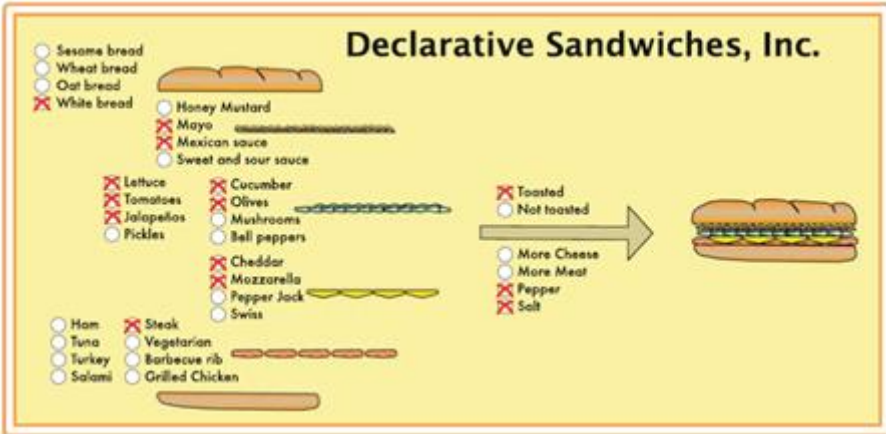 Declarative Sandwiches, Inc.
Sesame bread
Wheat bread
Oat bread
White bread
Honey Mustard
Mayo
Mexican sauce
Sweet and sour sauce
Lettuce
Tomatoes
Jalapeños
Pickles
Cucumber
Olives
Mushrooms
Bell peppers
Cheddar
Mozzarella
Pepper Jack
Swiss
Ham
Tuna
Turkey
Salami
Steak
Vegetarian
Barbecue rib
Grilled Chicken
Toasted
Not toasted
More Cheese
More Meat
Pepper
Salt